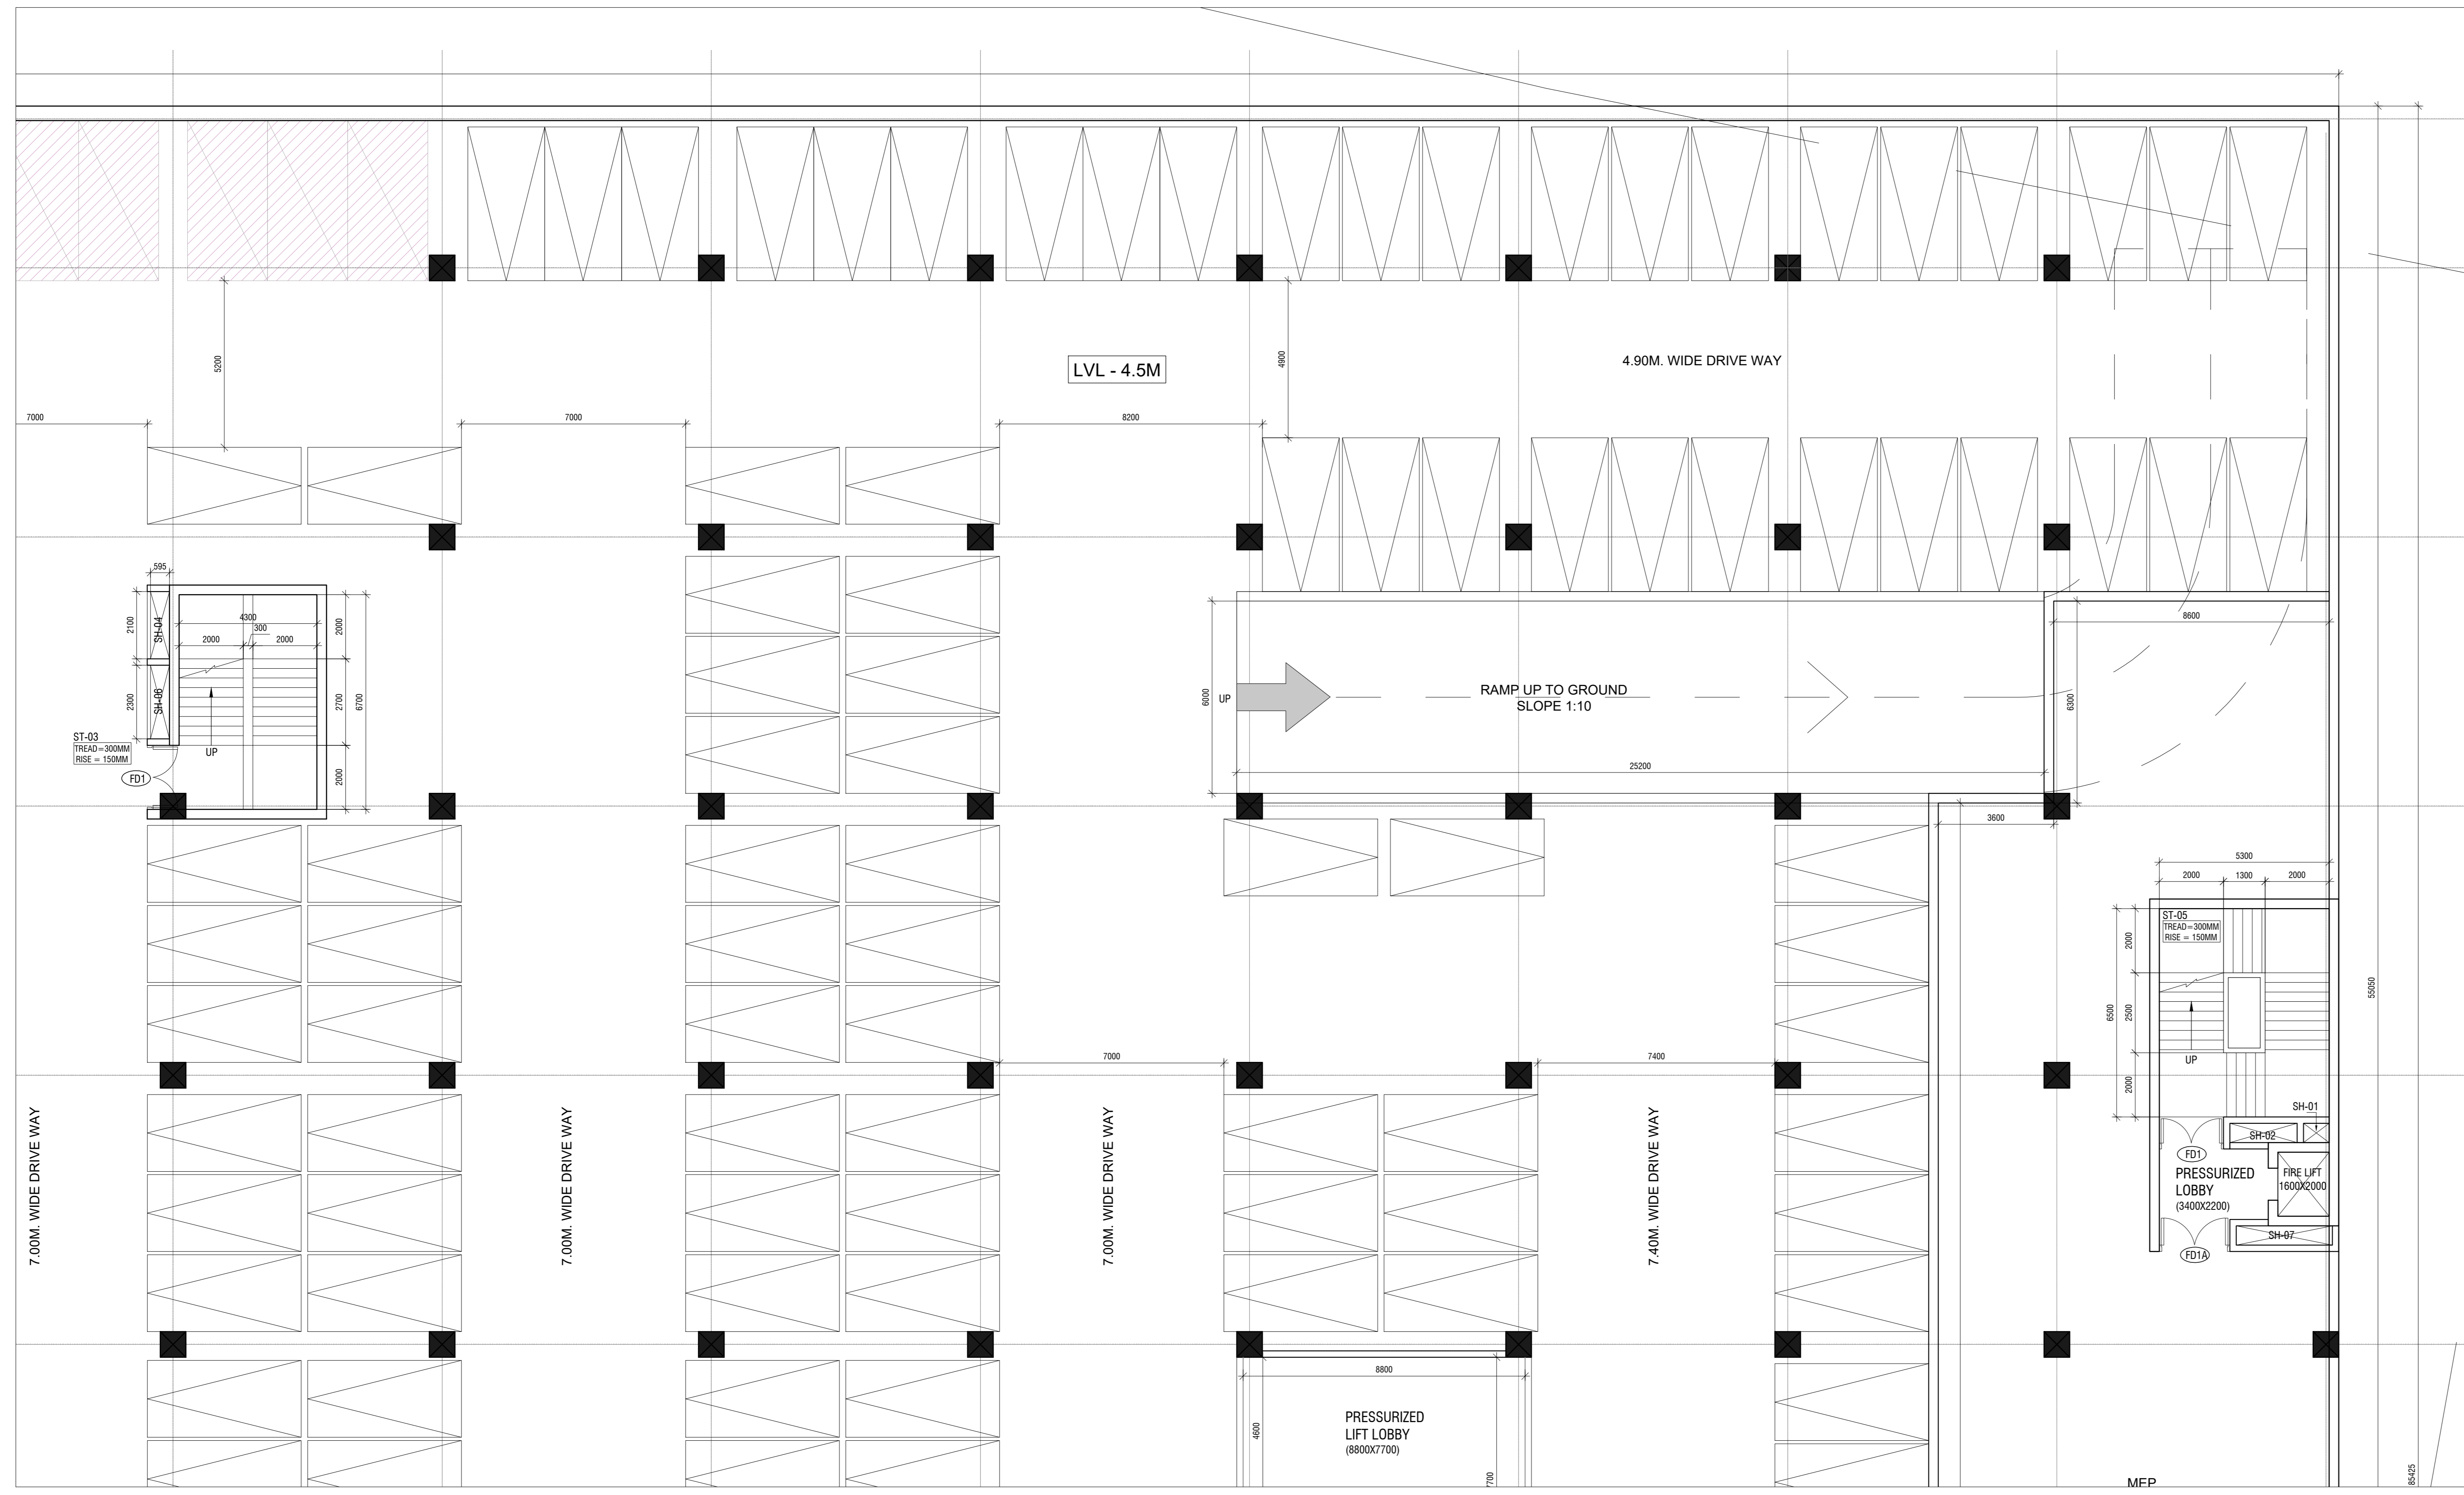 5200
LVL - 4.5M
4900
4.90M. WIDE DRIVE WAY
7000
7000
8200
595
2100
SH-04
4300
300
2000
2000
2000
2300
SH-06
2700
6700
ST-03
TREAD=300MM
RISE = 150MM
UP
FD1
2000
6000
UP
RAMP UP TO GROUND
SLOPE 1:10
25200
8600
6300
3600
5300
2000
1300
2000
ST-05
TREAD=300MM
RISE = 150MM
2000
6500
2500
UP
2000
55050
7000
7400
7.00M. WIDE DRIVE WAY
7.00M. WIDE DRIVE WAY
7.00M. WIDE DRIVE WAY
7.40M. WIDE DRIVE WAY
SH-01
SH-02
FD1
PRESSURIZED
LOBBY
(3400X2200)
FIRE LIFT
1600X2000
SH-07
FD1A
8800
4600
PRESSURIZED
LIFT LOBBY
(8800X7700)
7700
MEP
85425